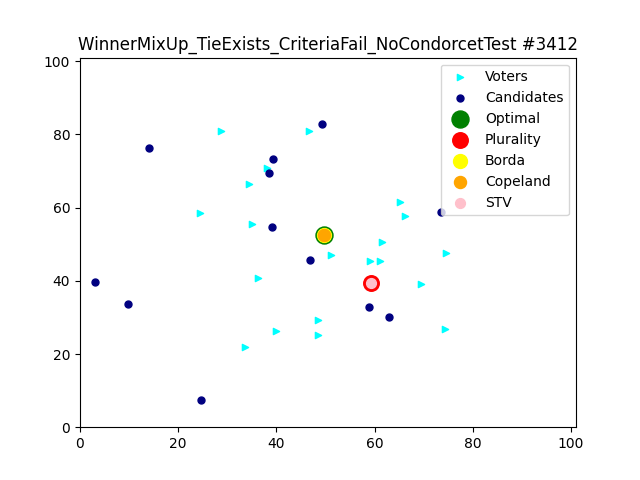 WinnerMixUp_TieExists_CriteriaFail_NoCondorcetTest #3412
100
80
60
40
20
0
0
20
40
60
80
100
Voters
Candidates
Optimal
Plurality
Borda
Copeland
STV